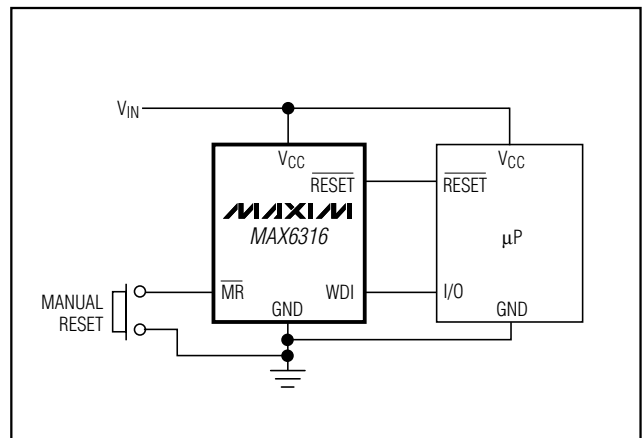 VIN
VCC
VCC
RESET
RESET
MAXIM
MAX6316
µP
MR
WDI
I/O
MANUAL
RESET
GND
GND